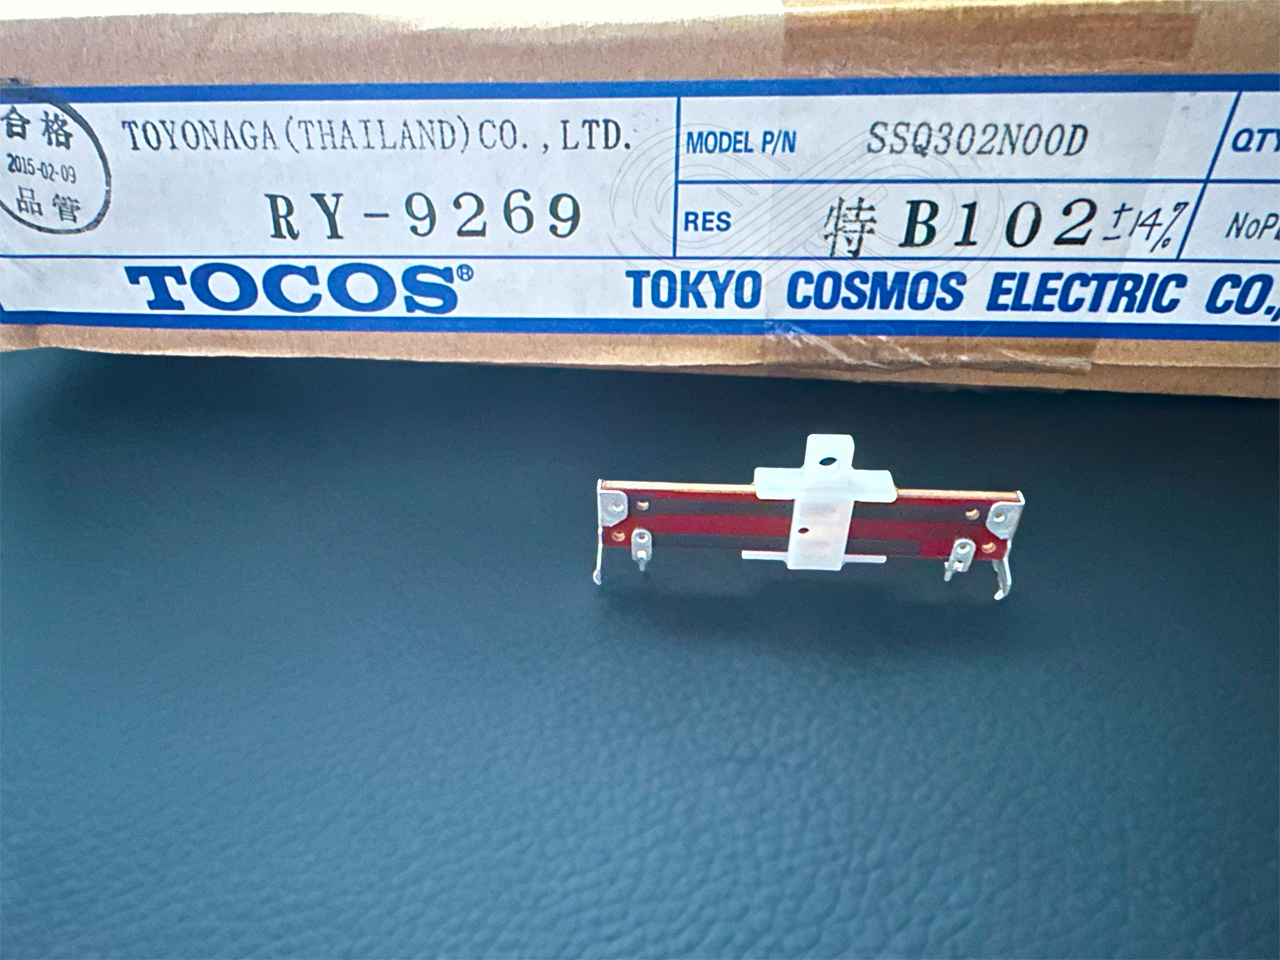 合格
2015-02-09
品管
TOYONAGA(THAILAND)CO.,LTD.
RY-9269
MODEL P/N SSQ302N00D
RES 特 B102±14%
QTY
TOCOS®
TOKYO COSMOS ELECTRIC CO.,